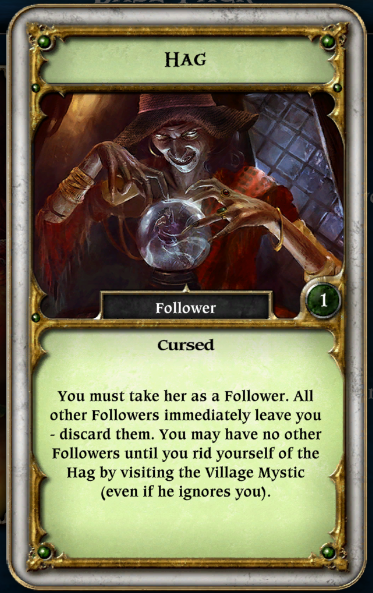 Hag
Follower
1
Cursed
You must take her as a Follower. All
other Followers immediately leave you
- discard them. You may have no other
Followers until you rid yourself of the
Hag by visiting the Village Mystic
(even if he ignores you).